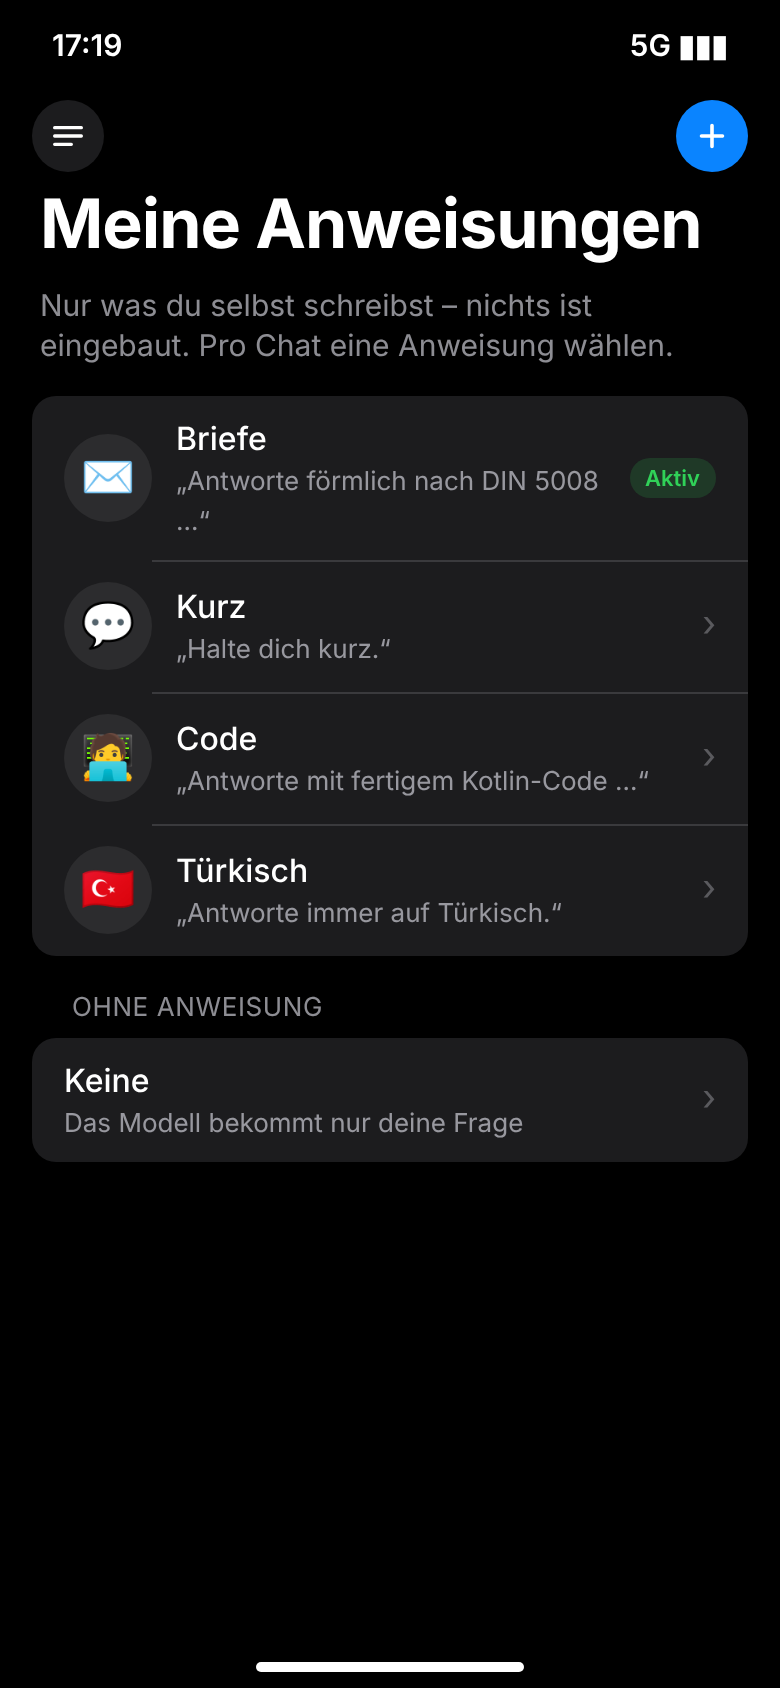 17:19
5G
Meine Anweisungen
Nur was du selbst schreibst – nichts ist
eingebaut. Pro Chat eine Anweisung wählen.
Briefe
„Antworte förmlich nach DIN 5008
…“
Aktiv
Kurz
„Halte dich kurz.“
Code
„Antworte mit fertigem Kotlin-Code …“
Türkisch
„Antworte immer auf Türkisch.“
OHNE ANWEISUNG
Keine
Das Modell bekommt nur deine Frage